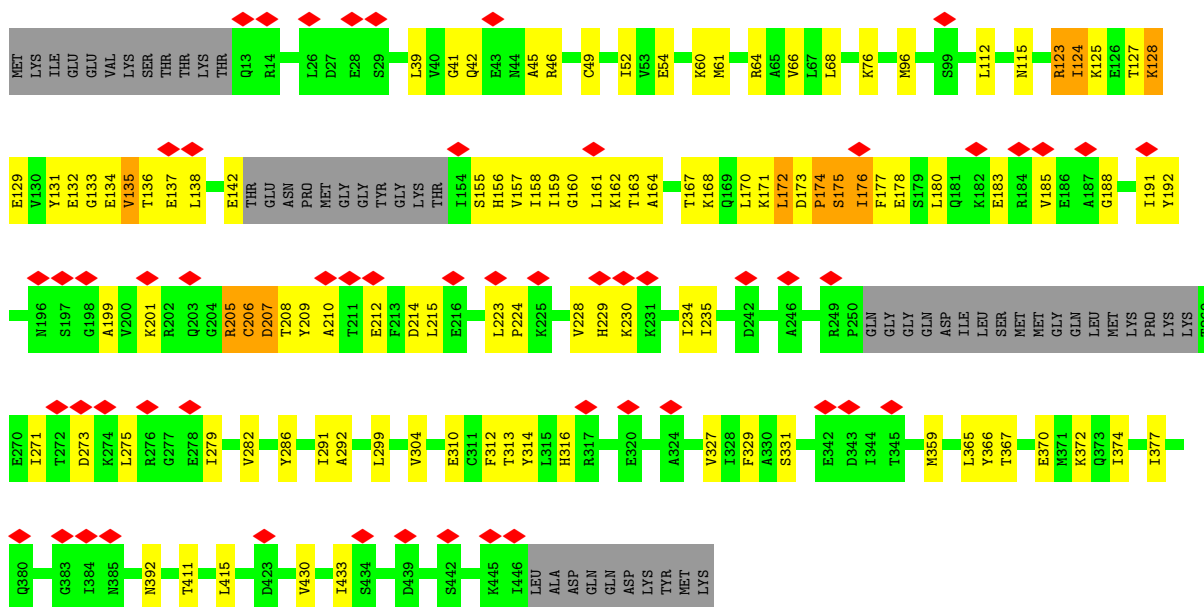 MET LYS ILE GLU GLU VAL LYS SER THR THR LYS THR Q13 R14 L26 D27 E28 S29 L39 V40 G41 Q42 E43 N44 A45 R46 C49 I52 V53 E54 K60 M61 R64 A65 V66 L67 L68 K76 M96 S99 L112 N115 R123 I124 K125 E126 T127 K128
E129 V130 Y131 E132 G133 E134 V135 T136 E137 L138 E142 THR GLU ASN PRO MET GLY GLY TYR GLY LYS THR I154 S155 H156 V157 I158 I159 G160 L161 K162 T163 A164 T167 K168 Q169 L170 K171 L172 D173 P174 S175 I176 F177 E178 S179 L180 Q181 K182 E183 R184 V185 E186 A187 G188 I191 Y192
N196 S197 G198 A199 V200 K201 R202 Q203 G204 R205 C206 D207 T208 Y209 A210 T211 E212 F213 D214 L215 E216 L223 P224 K225 V228 H229 K230 K231 I234 I235 D242 A246 R249 P250 GLN GLY GLY GLN ASP ILE LEU SER MET MET GLY GLN LEU MET LYS PRO LYS LYS
E270 I271 T272 D273 K274 L275 R276 G277 E278 I279 V282 Y286 I291 A292 L299 V304 E310 C311 F312 T313 Y314 L315 H316 R317 E320 A324 V327 I328 F329 A330 S331 E342 D343 I344 T345 M359 L365 Y366 T367 E370 M371 K372 Q373 I374 I377
Q380 G383 I384 N385 N392 T411 L415 D423 V430 I433 S434 D439 S442 K445 I446 LEU ALA ASP GLN GLN ASP LYS TYR MET LYS